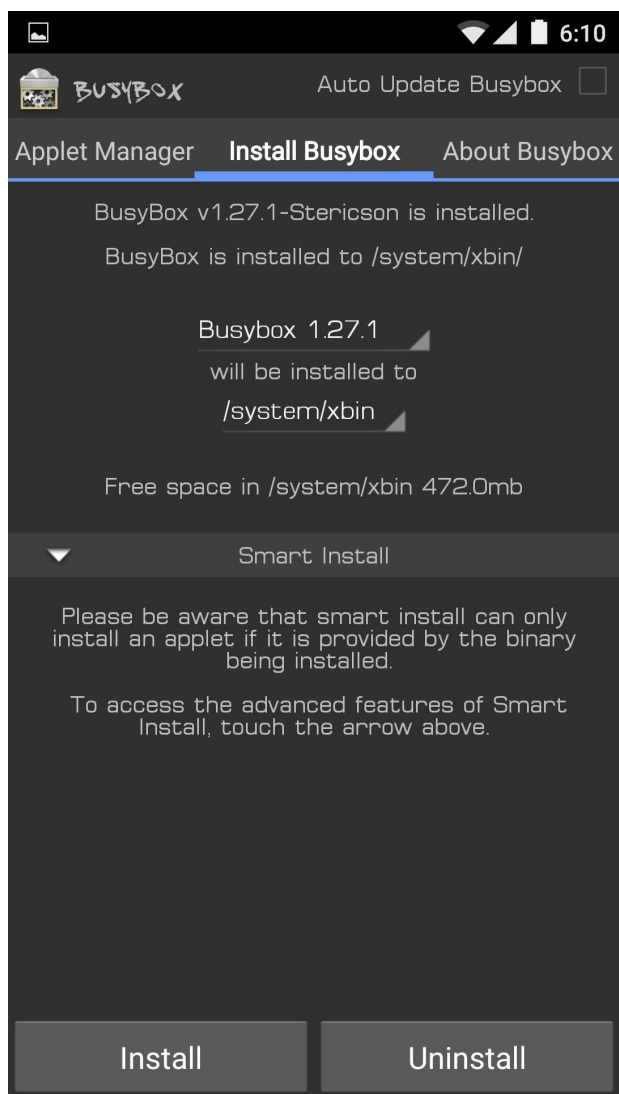 6:10
BUSYBOX
Auto Update Busybox
Applet Manager
Install Busybox
About Busybox
BusyBox v1.27.1-Stericson is installed.
BusyBox is installed to /system/xbin/
Busybox 1.27.1
will be installed to
/system/xbin
Free space in /system/xbin 472.0mb
Smart Install
Please be aware that smart install can only
install an applet if it is provided by the binary
being installed.
To access the advanced features of Smart
Install, touch the arrow above.
Install
Uninstall